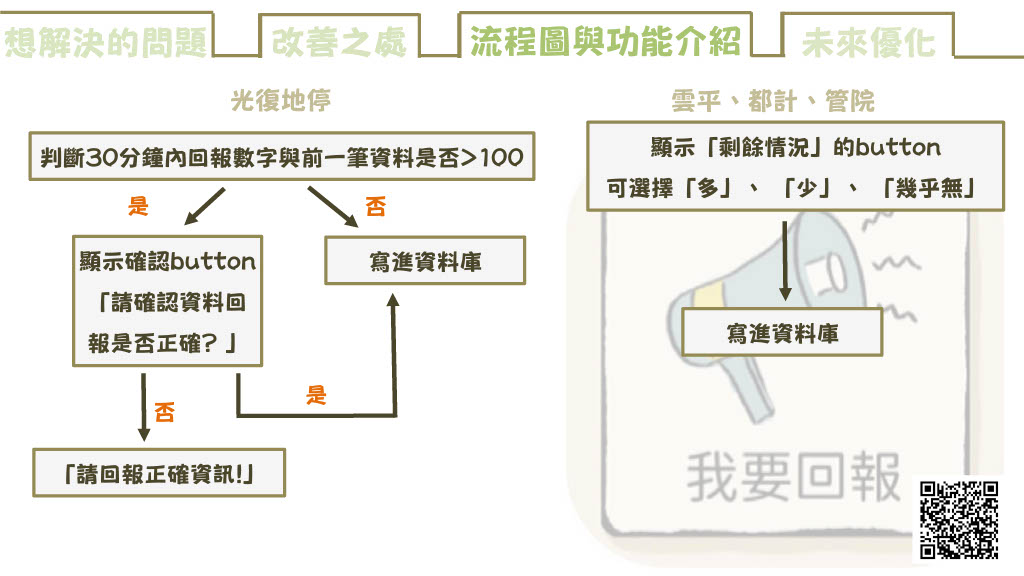 想解決的問題
改善之處
流程圖與功能介紹
未來優化
光復地停
判斷30分鐘內回報數字與前一筆資料是否>100
是
否
顯示確認button
「請確認資料回
報是否正確?」
寫進資料庫
是
否
「請回報正確資訊!」
雲平、都計、管院
顯示「剩餘情況」的button
可選擇「多」、「少」、「幾乎無」
寫進資料庫
我要回報